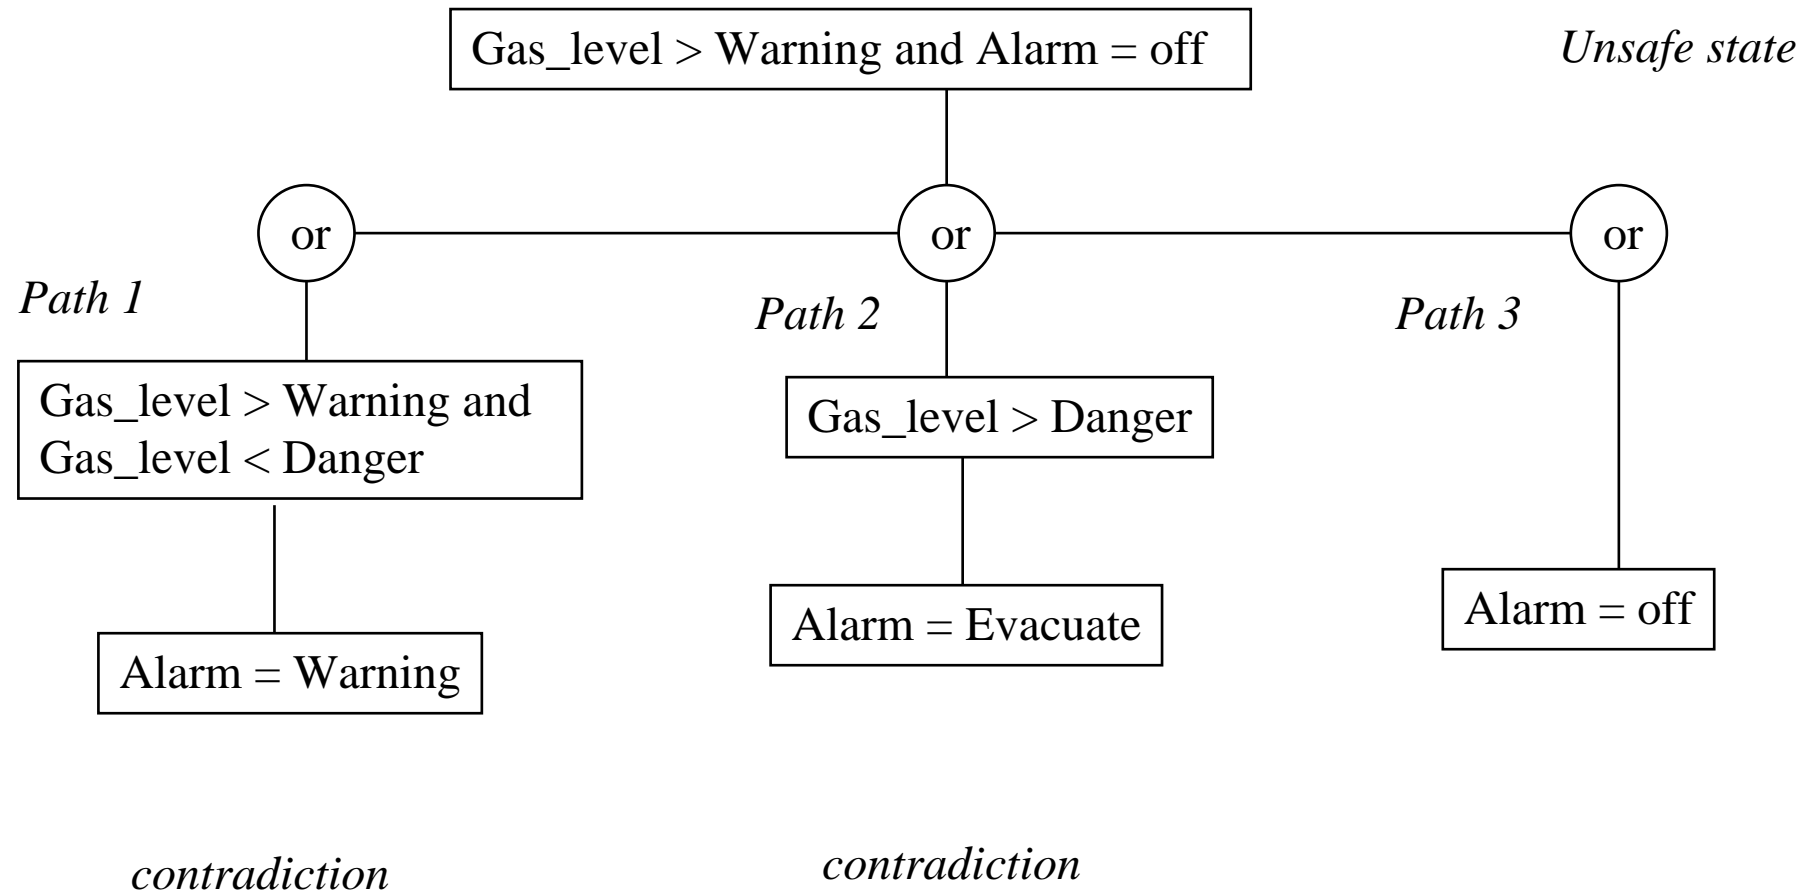 Gas_level > Warning and Alarm = off
Unsafe state
or
or
or
Path 1
Path 2
Path 3
Gas_level > Warning and
Gas_level < Danger
Gas_level > Danger
Alarm = Warning
Alarm = Evacuate
Alarm = off
contradiction
contradiction